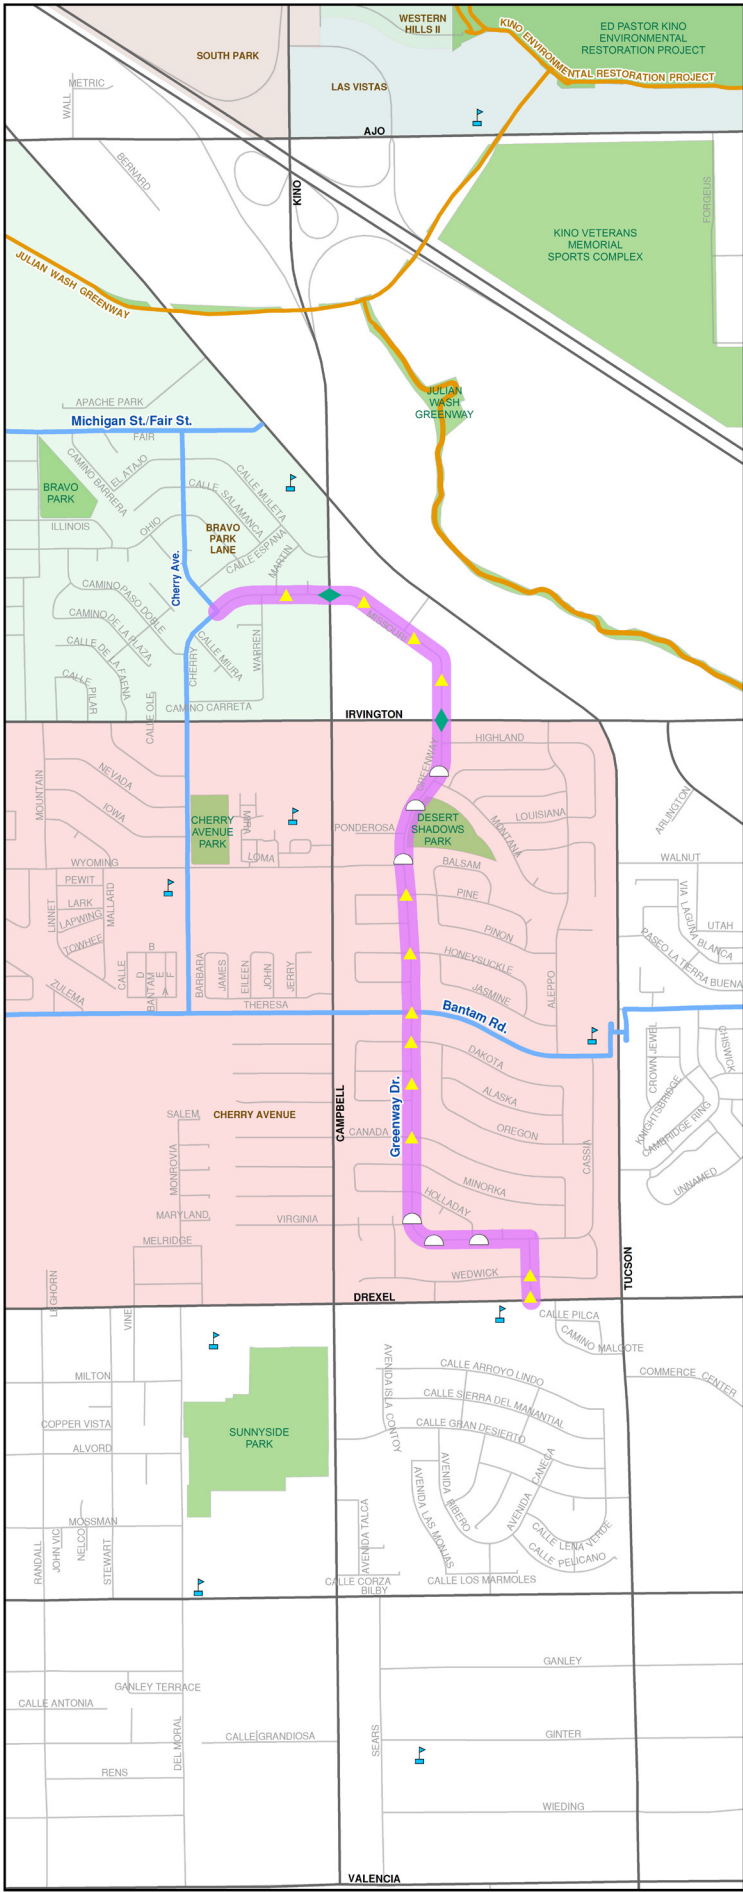 WESTERN
HILLS II
ED PASTOR KINO
ENVIRONMENTAL
RESTORATION PROJECT
KINO ENVIRONMENTAL RESTORATION PROJECT
SOUTH PARK
LAS VISTAS
METRIC
WALL
AJO
BERNARD
KINO
FORGEUS
KINO VETERANS
MEMORIAL
SPORTS COMPLEX
JULIAN WASH GREENWAY
JULIAN
WASH
GREENWAY
APACHE PARK
Michigan St./Fair St.
FAIR
CAMINO BARRERA
EL ATAJO
CALLE SALAMANCA
CALLE MULETA
BRAVO
PARK
ILLINOIS
OHIO
BRAVO
PARK
LANE
CALLE ESPANA
MARTIN
Cherry Ave.
CAMINO PASO DOBLE
CAMINO DE LA PLAZA
CALLE DE LA FAENA
CALLE PILAR
CALLE MIURA
CHERRY
WARREN
MISSOURI
CAMINO CARRETA
CALLE OLE
IRVINGTON
HIGHLAND
GREENWAY
MOUNTAIN
NEVADA
IOWA
CHERRY
AVENUE
PARK
MIRA
LOMA
PONDEROSA
DESERT
SHADOWS
PARK
MONTANA
LOUISIANA
ARLINGTON
WYOMING
WALNUT
BALSAM
PEWIT
LARK
LAPWING
TOWHEE
LINNET
MALLARD
PINE
PINON
VIA LAGUNA BLANCA
UTAH
PASEO LA TIERRA BUENA
B
CALLE
D
E
F
A
BANTAM
BARBARA
JAMES
EILEEN
JOHN
JERRY
HONEYSUCKLE
JASMINE
ALEPPO
ZULEMA
THERESA
Bantam Rd.
DAKOTA
CROWN JEWEL
CHISWICK
Greenway Dr.
ALASKA
KNIGHTSBRIDGE
CAMBRIDGE RING
SALEM
CHERRY AVENUE
CAMPBELL
CANADA
OREGON
CASSIA
MONROVIA
MINORKA
UNNAMED
MARYLAND
VIRGINIA
HOLLADAY
MELRIDGE
WEDWICK
TUCSON
LEGHORN
VINE
DREXEL
CALLE PILCA
CAMINO MALCOTE
MILTON
AVENIDA ISLA CONTOY
CALLE ARROYO LINDO
COMMERCE CENTER
CALLE SIERRA DEL MANANTIAL
COPPER VISTA
CALLE GRAN DESIERTO
SUNNYSIDE
PARK
ALVORD
AVENIDA LAS MONJAS
AVENIDA RIBERO
AVENIDA CANECA
MOSSMAN
RANDALL
JOHN VIC
NELCO
STEWART
AVENIDA TALCA
CALLE LENA VERDE
CALLE PELICANO
CALLE CORZA
BILBY
CALLE LOS MARMOLES
GANLEY
GANLEY TERRACE
CALLE ANTONIA
DEL MORAL
CALLE GRANDIOSA
SEARS
GINTER
RENS
WIEDING
VALENCIA